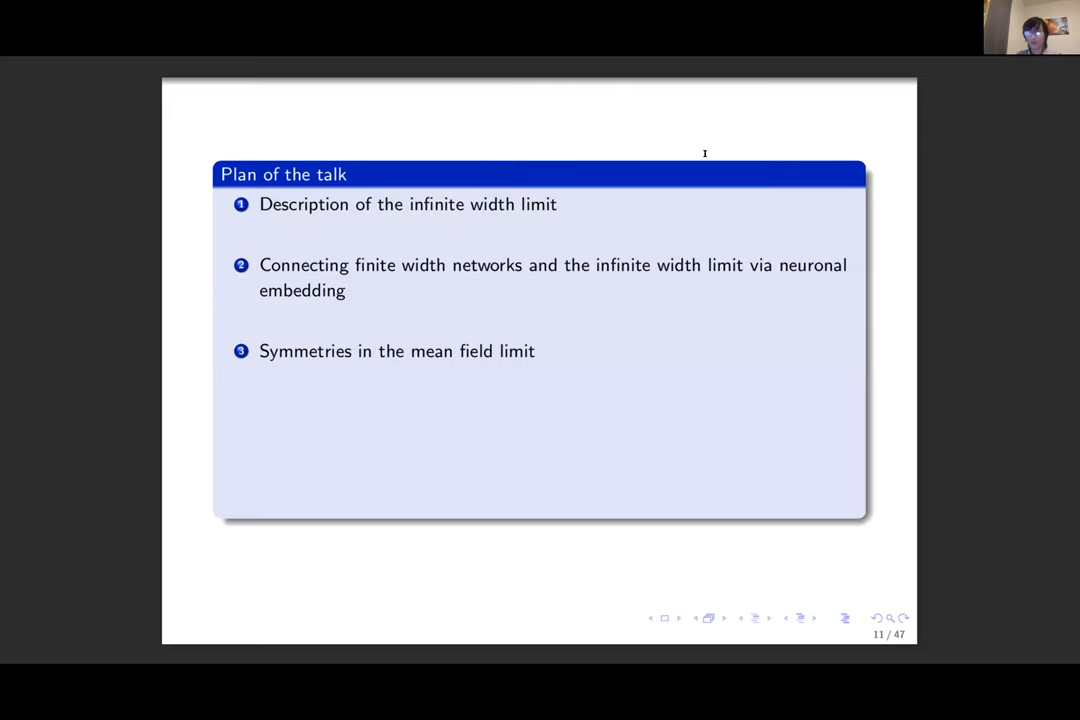 Plan of the talk
1 Description of the infinite width limit
2 Connecting finite width networks and the infinite width limit via neuronal
embedding
3 Symmetries in the mean field limit
11 / 47